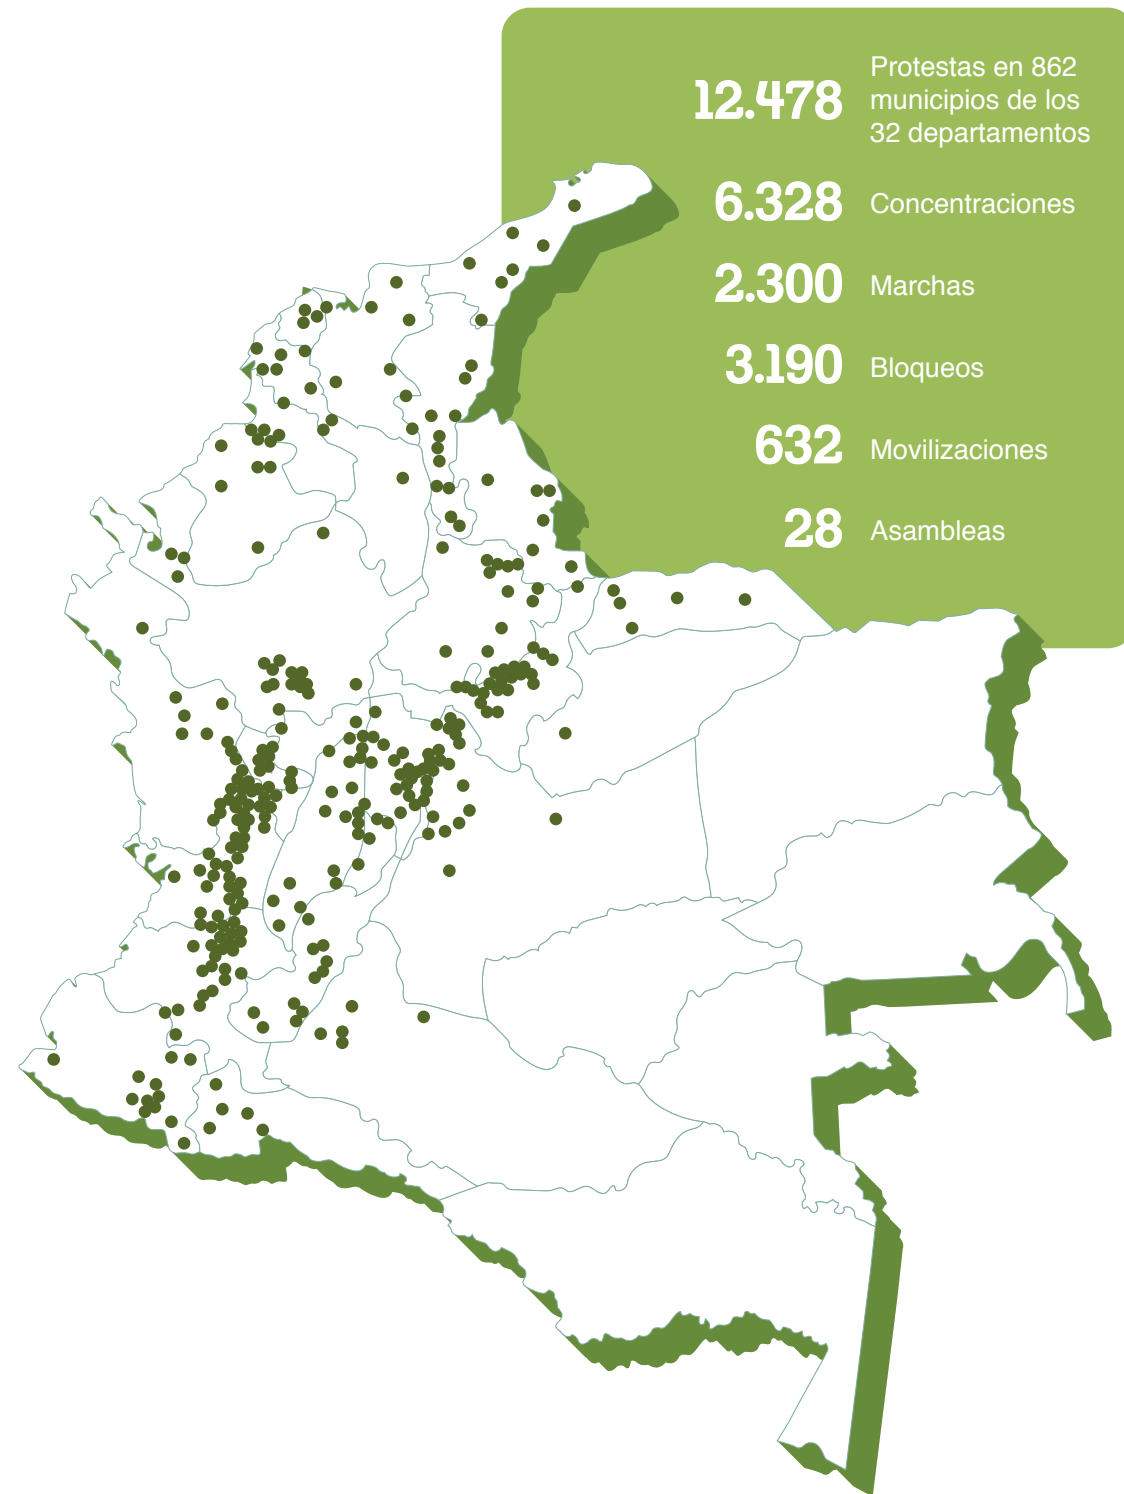 12.478
Protestas en 862
municipios de los
32 departamentos
6.328 Concentraciones
2.300 Marchas
3.190 Bloqueos
632 Movilizaciones
28 Asambleas